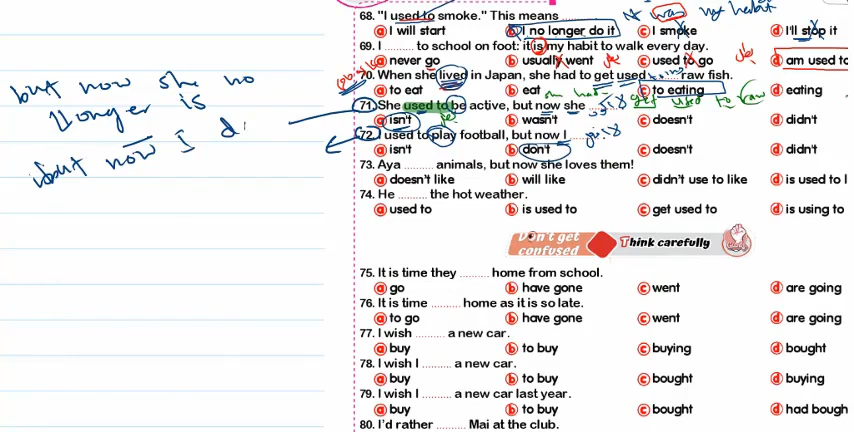 68. "I used to smoke." This means ..........
ⓐ I will start ⓑ I no longer do it ⓒ I smoke ⓓ I'll stop it
69. I .......... to school on foot: it is my habit to walk every day.
ⓐ never go ⓑ usually went ⓒ used to go ⓓ am used to
70. When she lived in Japan, she had to get used .......... raw fish.
ⓐ to eat ⓑ eat ⓒ to eating ⓓ eating
get used to
71. She used to be active, but now she ..........
ⓐ isn't ⓑ wasn't ⓒ doesn't ⓓ didn't
72. I used to play football, but now I ..........
ⓐ isn't ⓑ don't ⓒ doesn't ⓓ didn't
but now she no
longer is
but now I d
73. Aya .......... animals, but now she loves them!
ⓐ doesn't like ⓑ will like ⓒ didn't use to like ⓓ is used to l
74. He .......... the hot weather.
ⓐ used to ⓑ is used to ⓒ get used to ⓓ is using to
Don't get
confused
Think carefully
75. It is time they .......... home from school.
ⓐ go ⓑ have gone ⓒ went ⓓ are going
76. It is time .......... home as it is so late.
ⓐ to go ⓑ have gone ⓒ went ⓓ are going
77. I wish .......... a new car.
ⓐ buy ⓑ to buy ⓒ buying ⓓ bought
78. I wish I .......... a new car.
ⓐ buy ⓑ to buy ⓒ bought ⓓ buying
79. I wish I .......... a new car last year.
ⓐ buy ⓑ to buy ⓒ bought ⓓ had bough
80. I'd rather .......... Mai at the club.